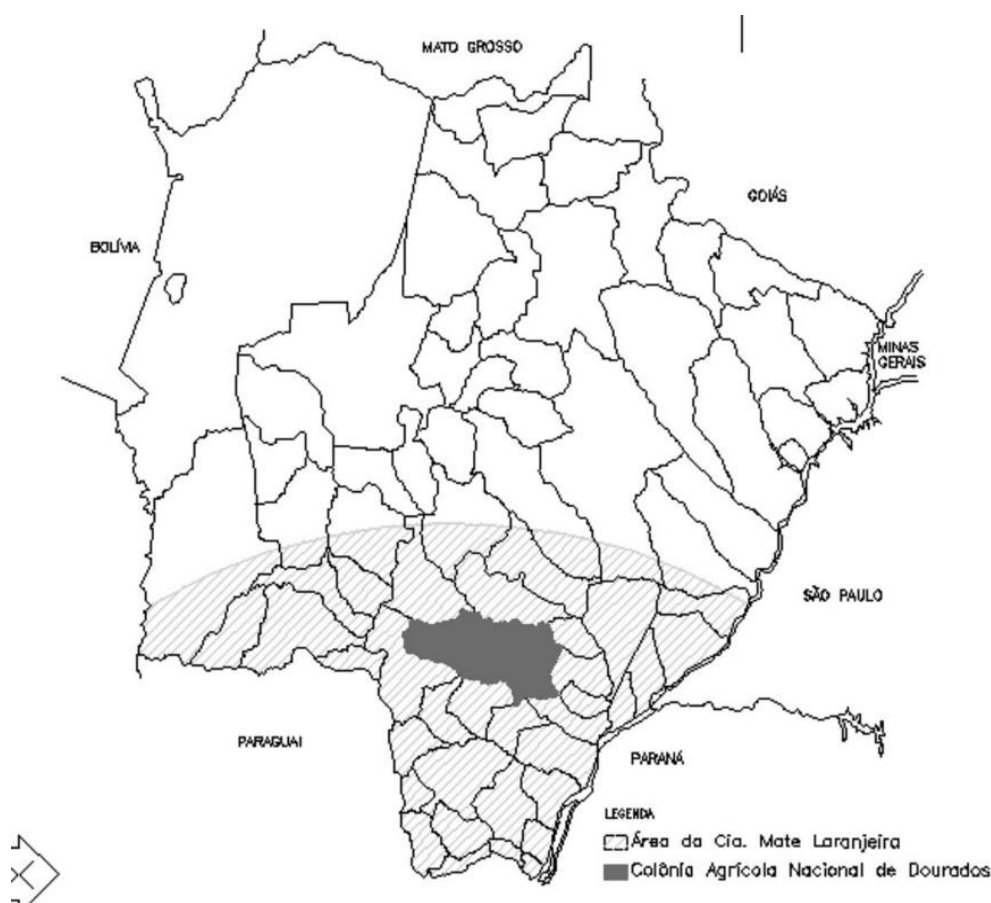 MATO GROSSO
GOIÁS
BOLÍVIA
MINAS
GERAIS
SÃO PAULO
PARAGUAI
PARANÁ
LEGENDA
Área da Cia. Mate Laranjeira
Colônia Agrícola Nacional de Dourados